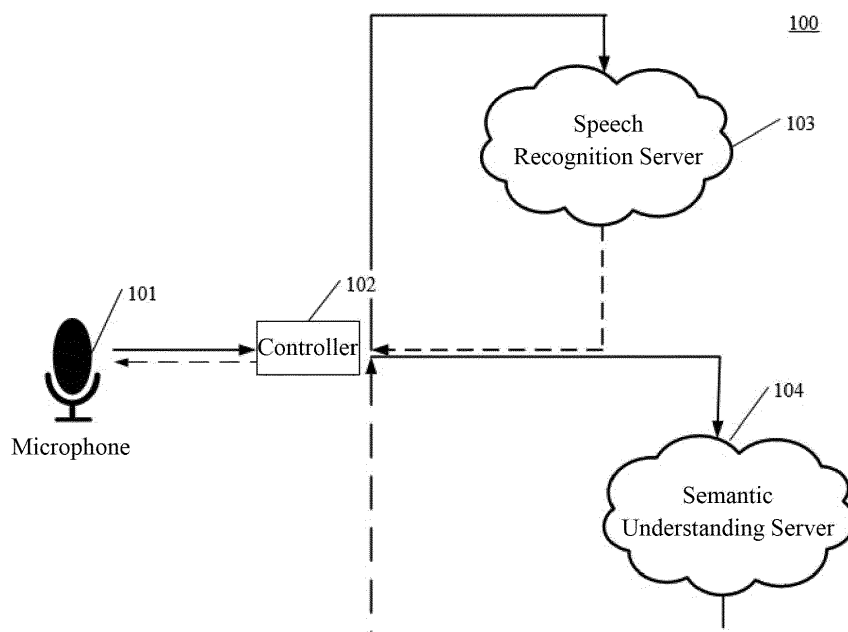 100
Speech
Recognition Server
103
101
102
Controller
Microphone
104
Semantic
Understanding Server